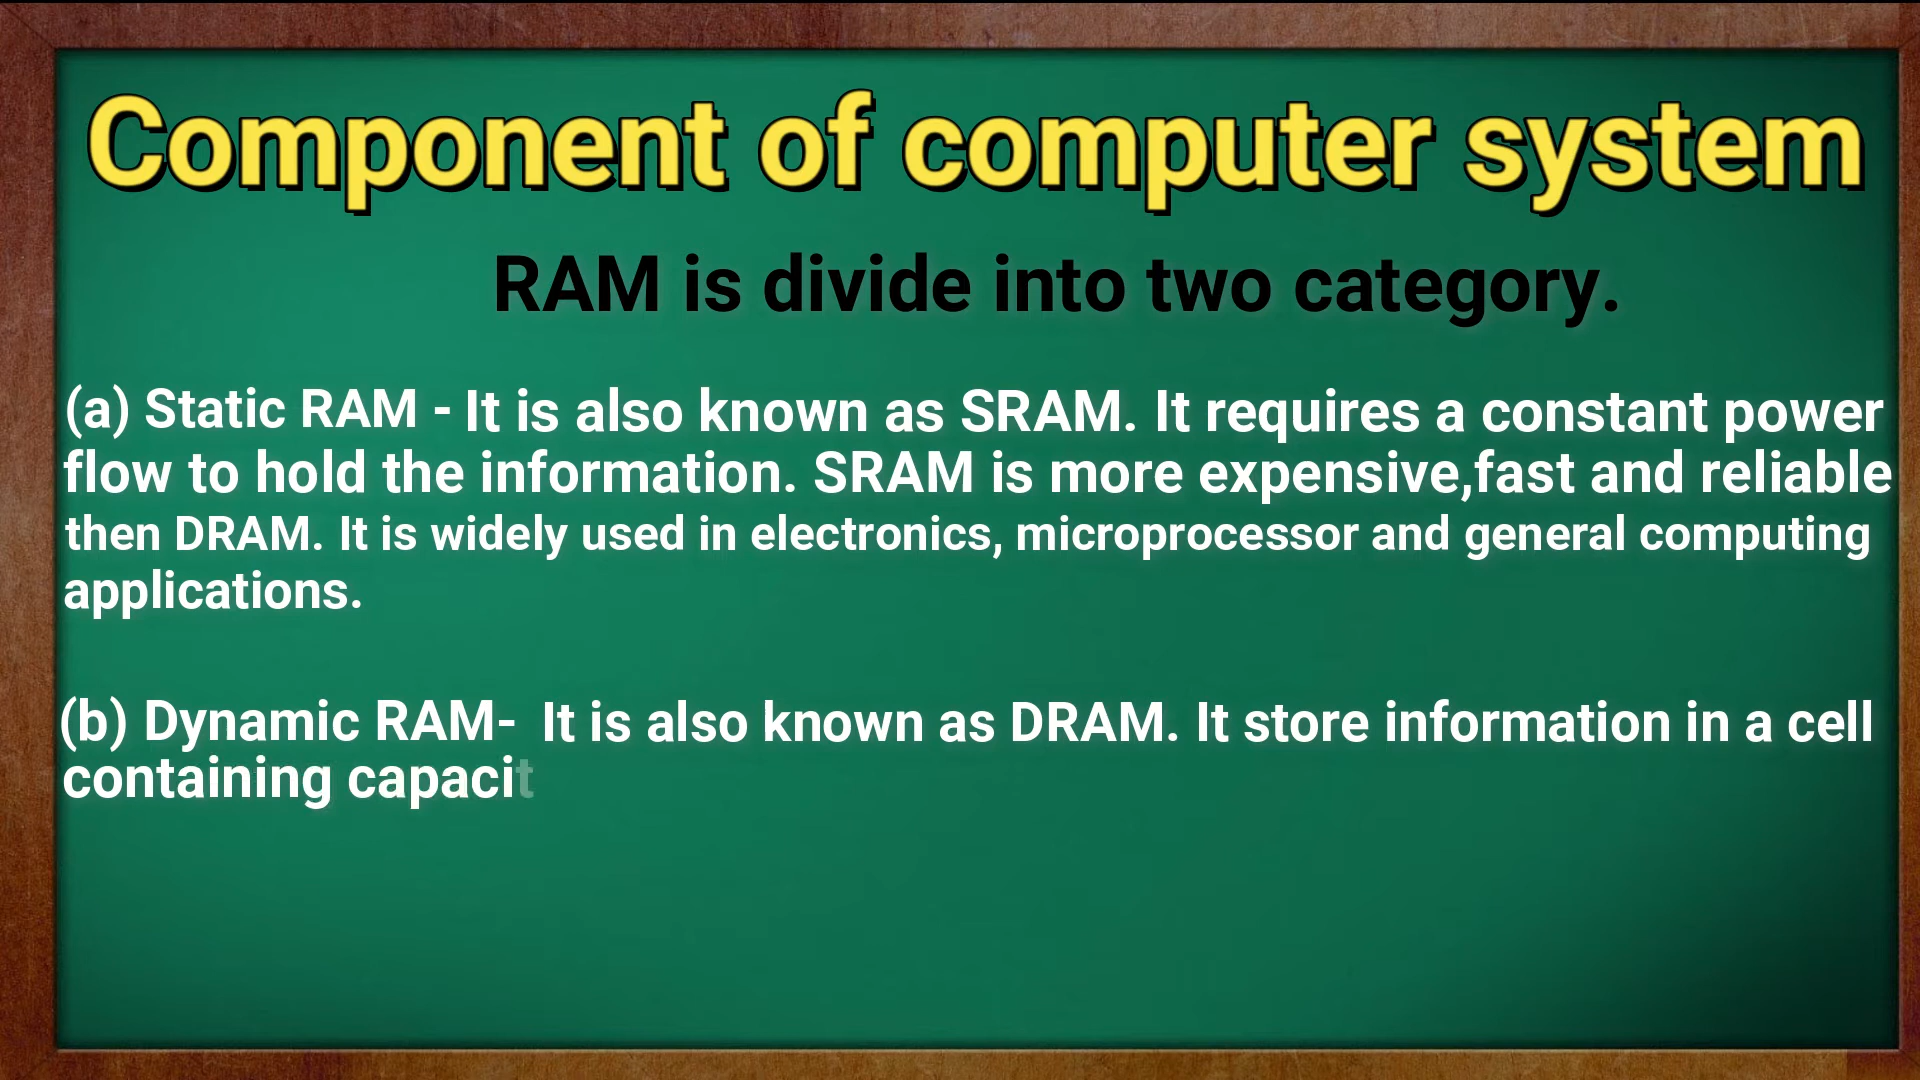 Component of computer system
RAM is divide into two category.
(a) Static RAM - It is also known as SRAM. It requires a constant power
flow to hold the information. SRAM is more expensive,fast and reliable
then DRAM. It is widely used in electronics, microprocessor and general computing
applications.
(b) Dynamic RAM- It is also known as DRAM. It store information in a cell
containing capacit